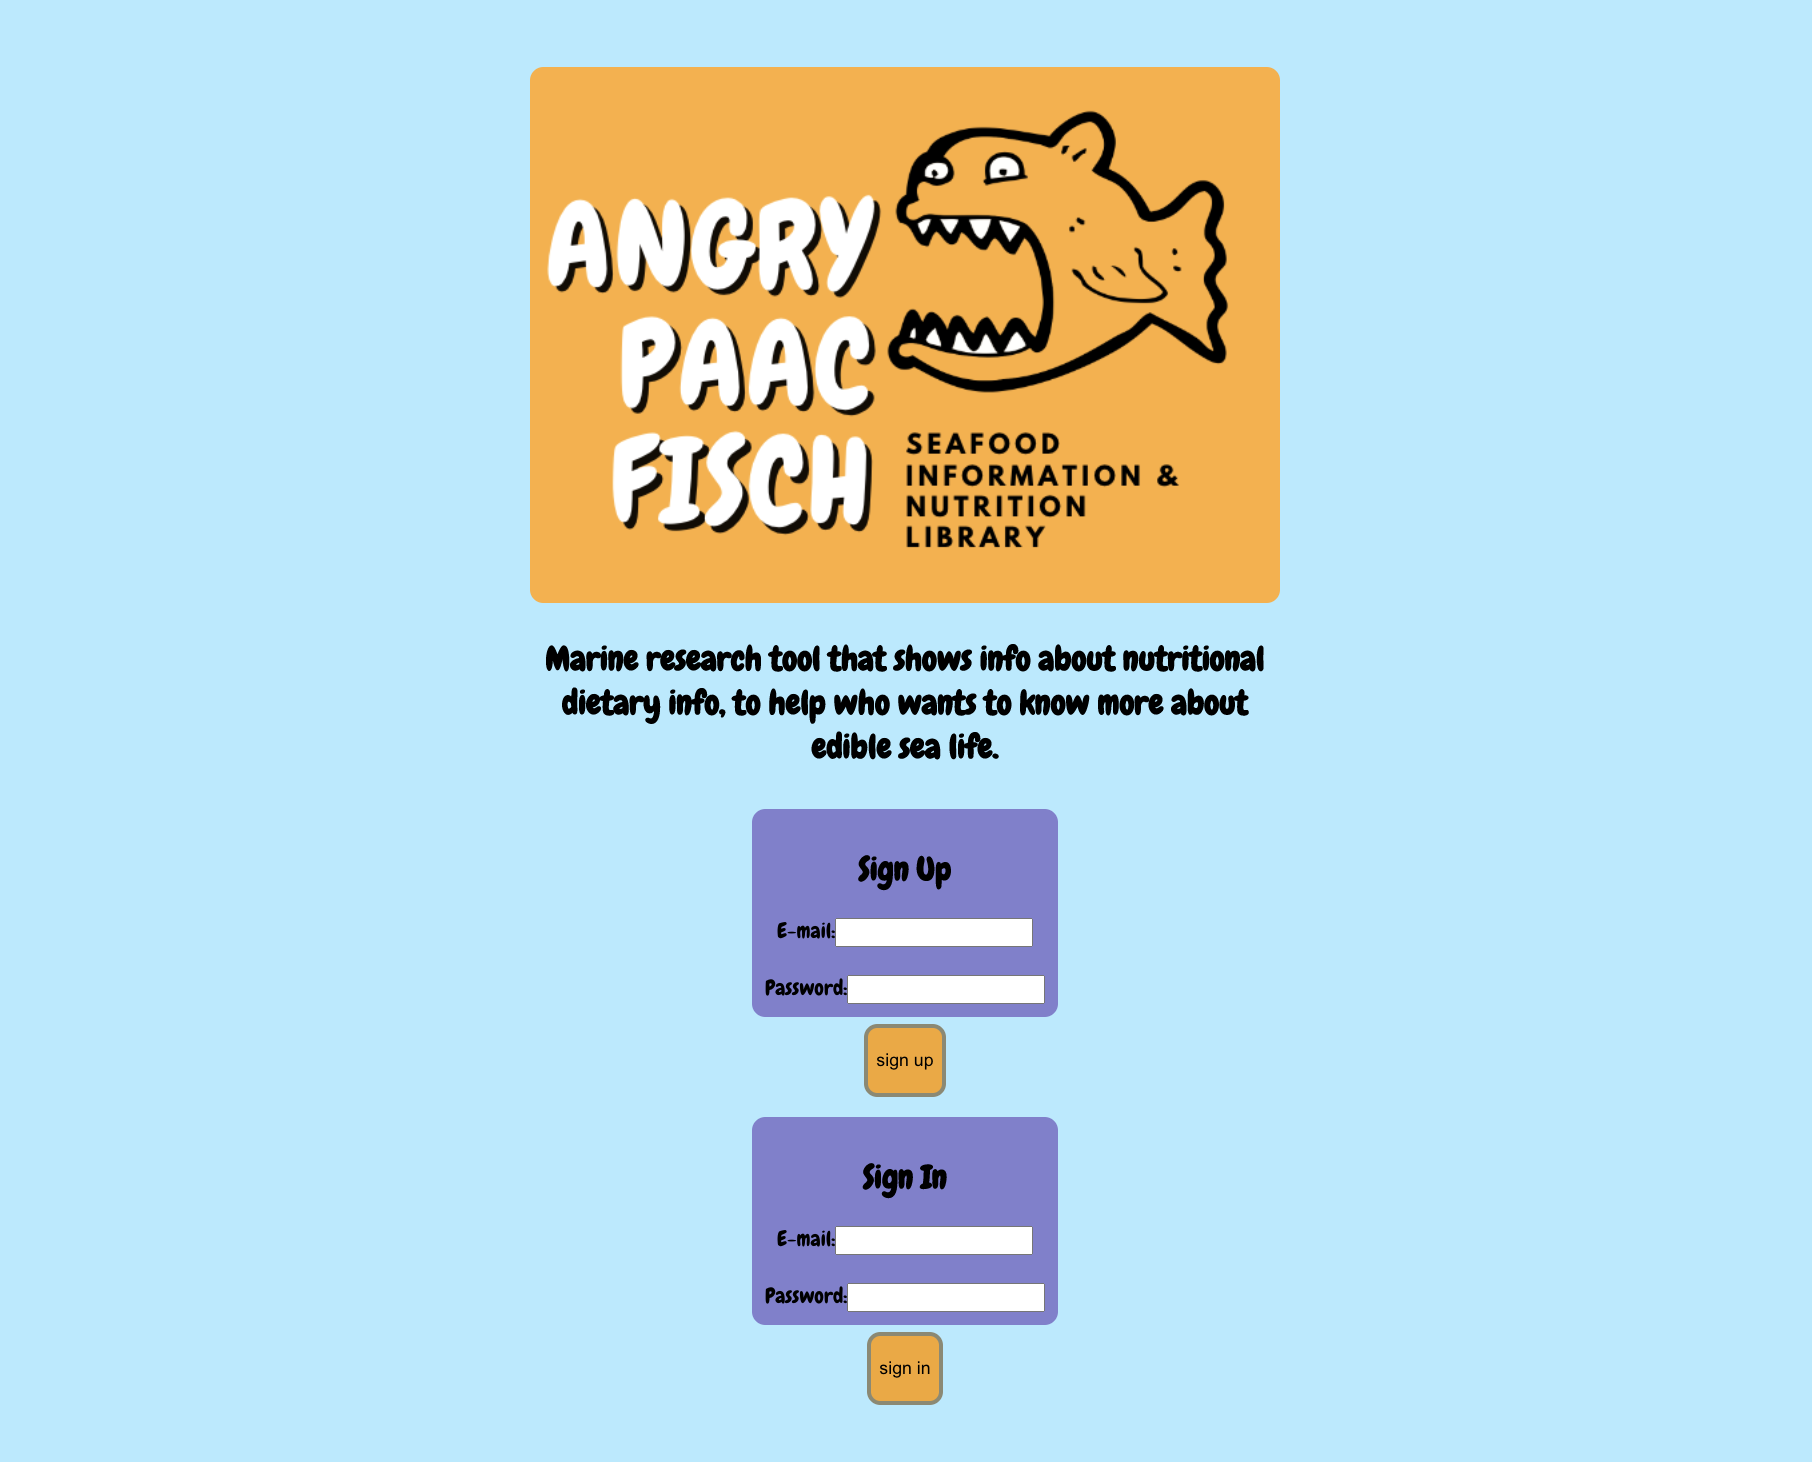 ANGRY
PAAC
FISCH
SEAFOOD
INFORMATION &
NUTRITION
LIBRARY
Marine research tool that shows info about nutritional
dietary info, to help who wants to know more about
edible sea life.
Sign Up
E-mail:
Password:
sign up
Sign In
E-mail:
Password:
sign in